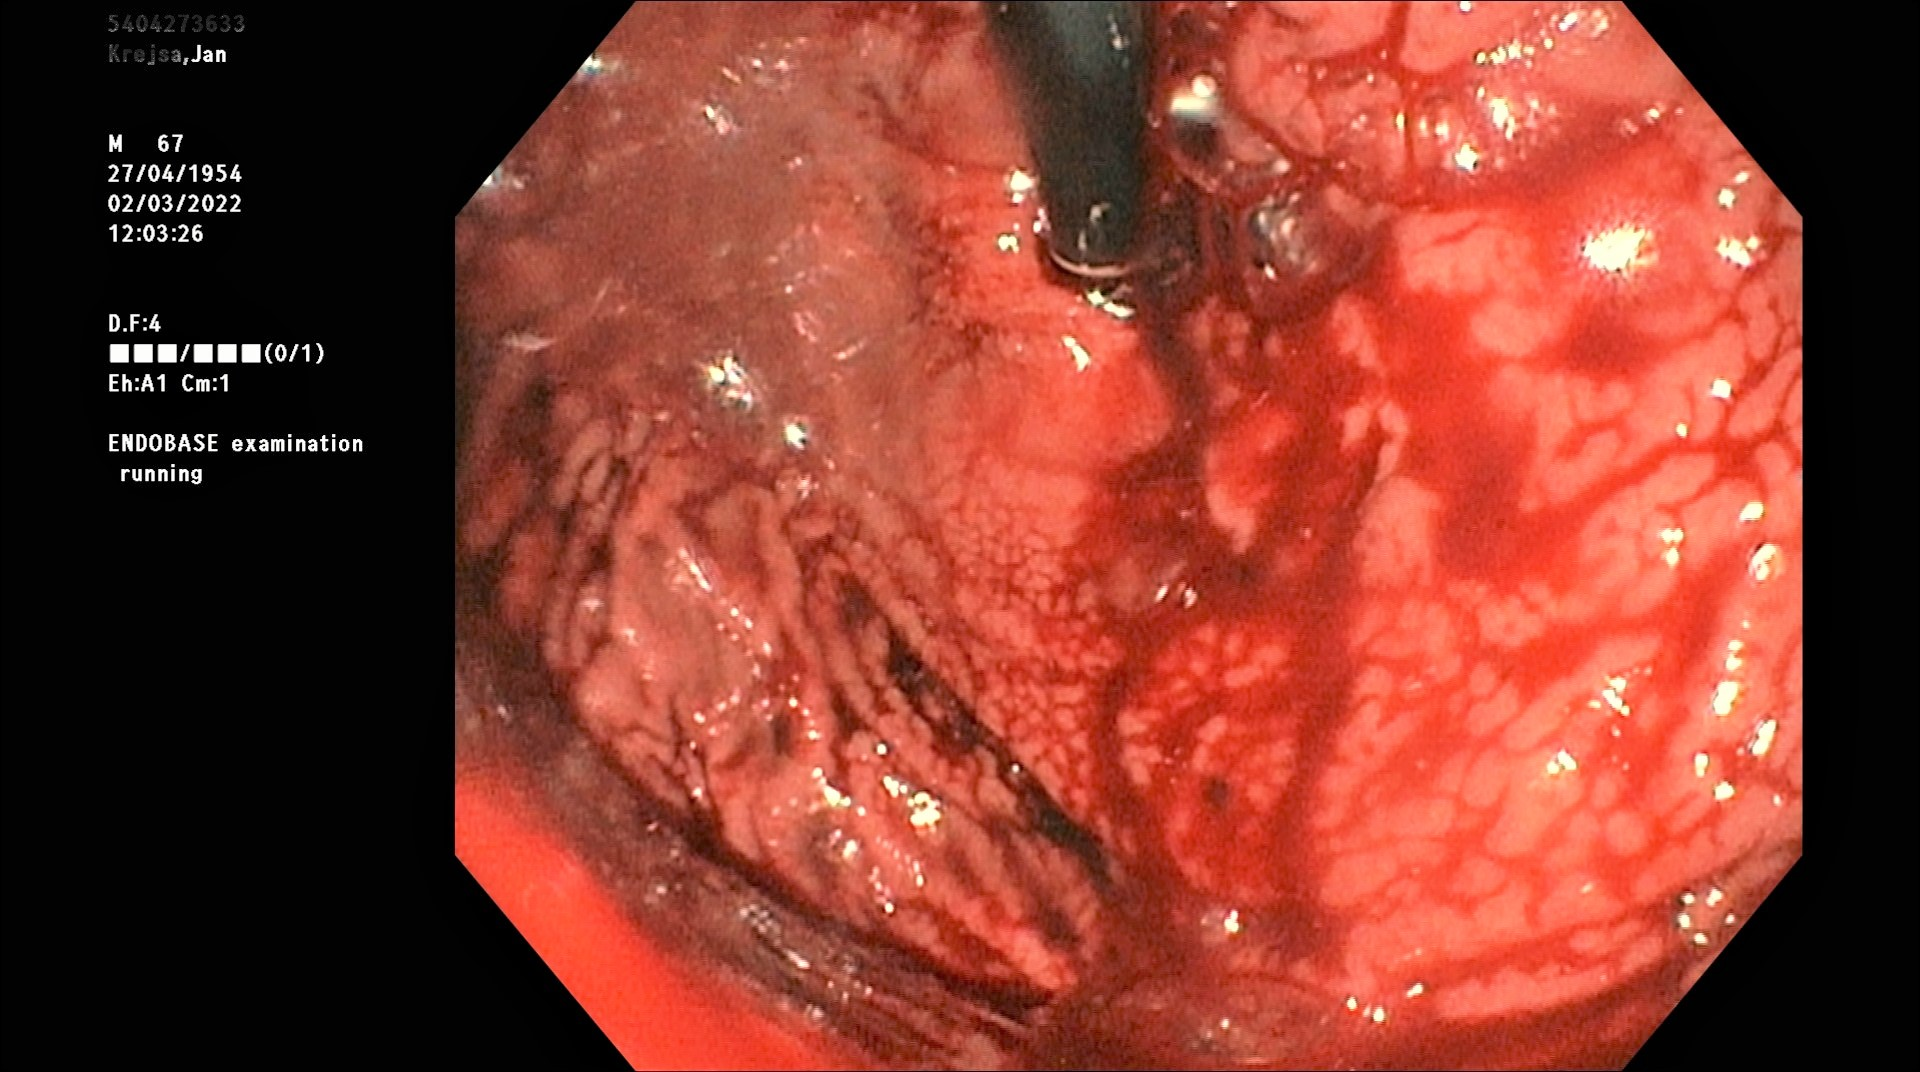 5404273633
Krejsa,Jan
M 67
27/04/1954
02/03/2022
12:03:26
D.F:4
■■■/■■■(0/1)
Eh:A1 Cm:1
ENDOBASE examination
running